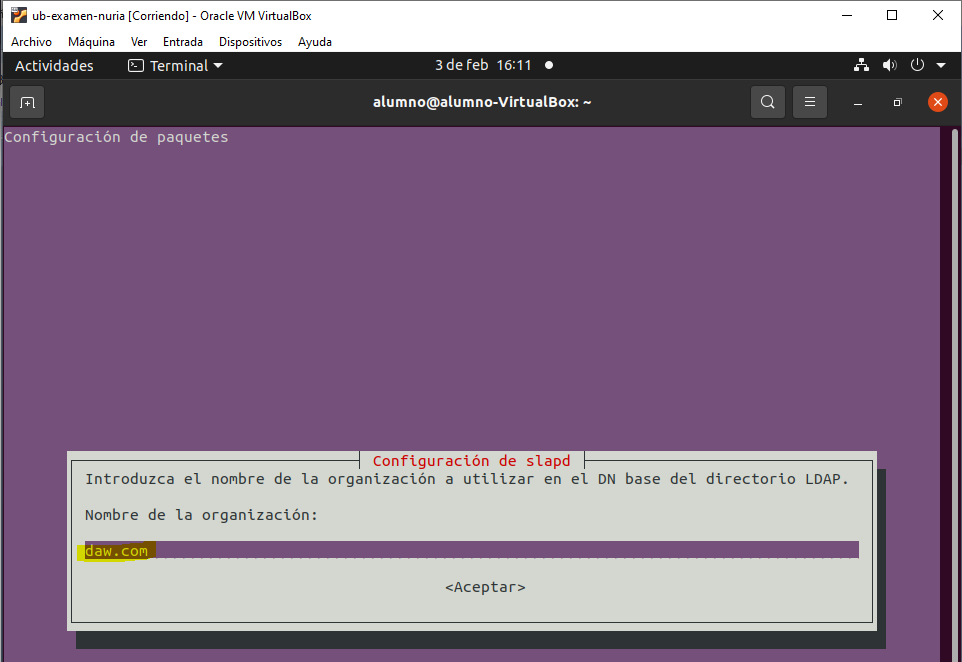 ub-examen-nuria [Corriendo] - Oracle VM VirtualBox
Archivo Máquina Ver Entrada Dispositivos Ayuda
Actividades Terminal 3 de feb 16:11
alumno@alumno-VirtualBox: ~
Configuración de paquetes
Configuración de slapd
Introduzca el nombre de la organización a utilizar en el DN base del directorio LDAP.
Nombre de la organización:
daw.com
<Aceptar>